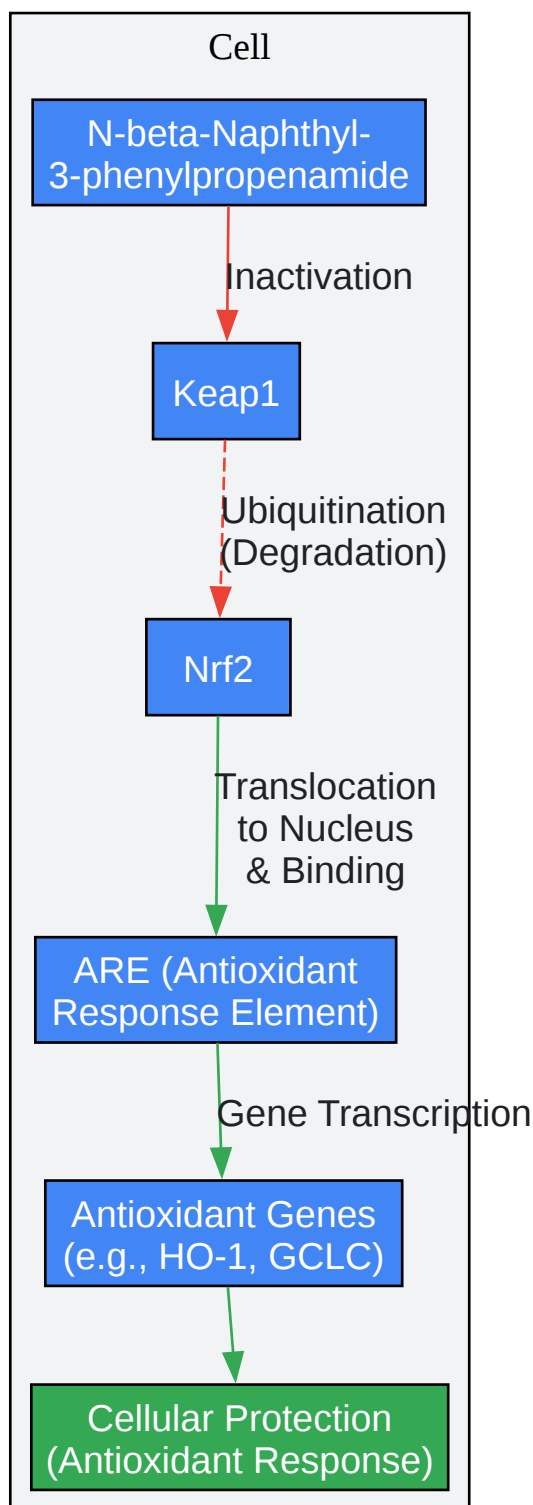 Cell
N-beta-Naphthyl-
3-phenylpropenamide
Inactivation
Keap1
Ubiquitination
(Degradation)
Nrf2
Translocation
to Nucleus
& Binding
ARE (Antioxidant
Response Element)
Gene Transcription
Antioxidant Genes
(e.g., HO-1, GCLC)
Cellular Protection
(Antioxidant Response)